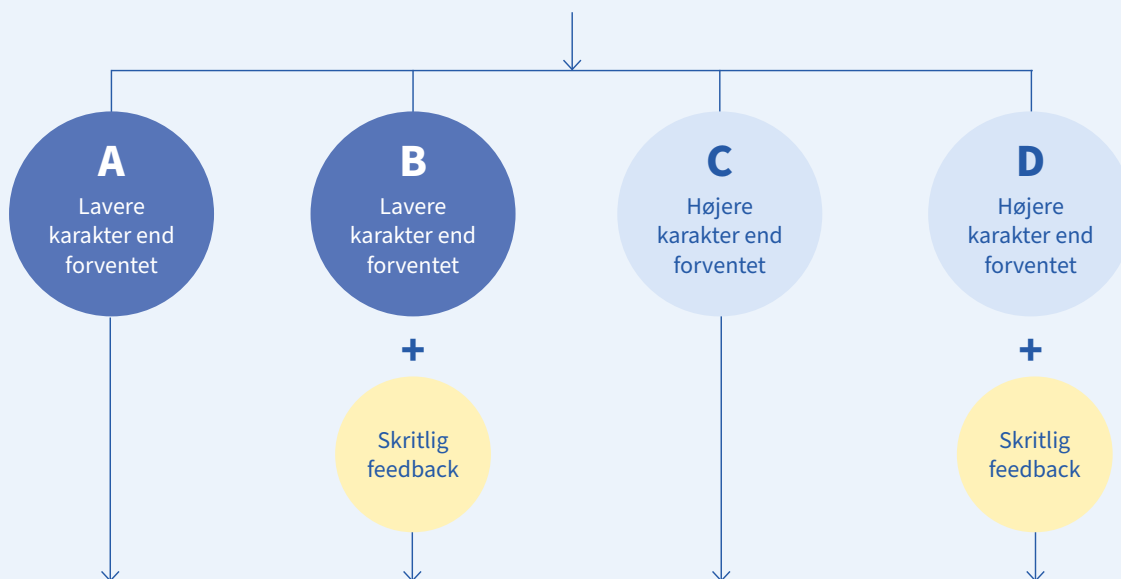 A
Lavere
karakter end
forventet
B
Lavere
karakter end
forventet
+
Skritlig
feedback
C
Højere
karakter end
forventet
D
Højere
karakter end
forventet
+
Skritlig
feedback